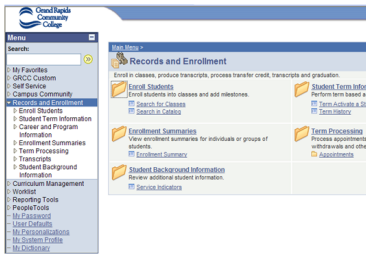 Grand Rapids
Community
College
Menu
Search:
My Favorites
GRCC Custom
Self Service
Campus Community
Records and Enrollment
Enroll Students
Student Term Information
Career and Program
Information
Enrollment Summaries
Term Processing
Transcripts
Student Background
Information
Curriculum Management
Worklist
Reporting Tools
PeopleTools
My Password
User Defaults
My Personalizations
My System Profile
My Dictionary
Main Menu >
Records and Enrollment
Enroll in classes, produce transcripts, process transfer credit, transcripts and graduation.
Enroll Students
Enroll students into classes and add milestones.
Search for Classes
Search in Catalog
Student Term Infor
Perform term based a
Term Activate a St
Term History
Enrollment Summaries
View enrollment summaries for individuals or groups of
students.
Enrollment Summary
Term Processing
Process appointments
withdrawals and othe
Appointments
Student Background Information
Review additional student information.
Service Indicators